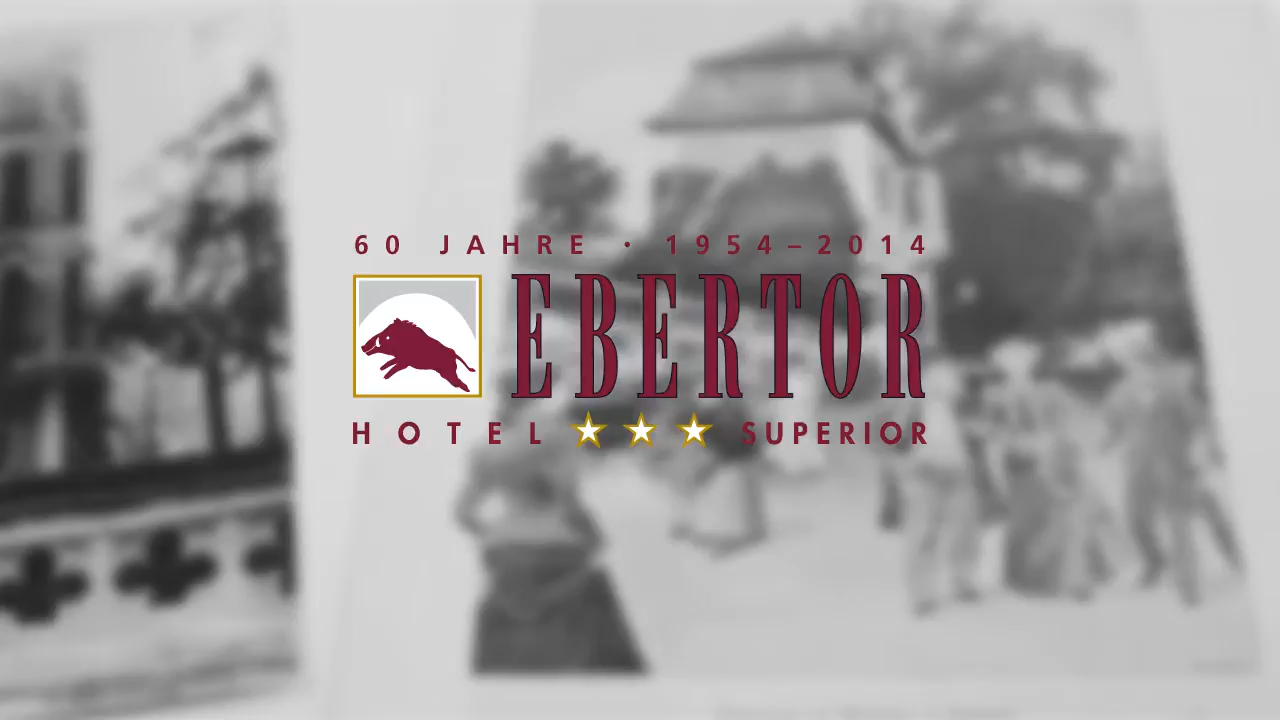 60 JAHRE · 1954–2014
EBERTOR
HOTEL ★★★ SUPERIOR